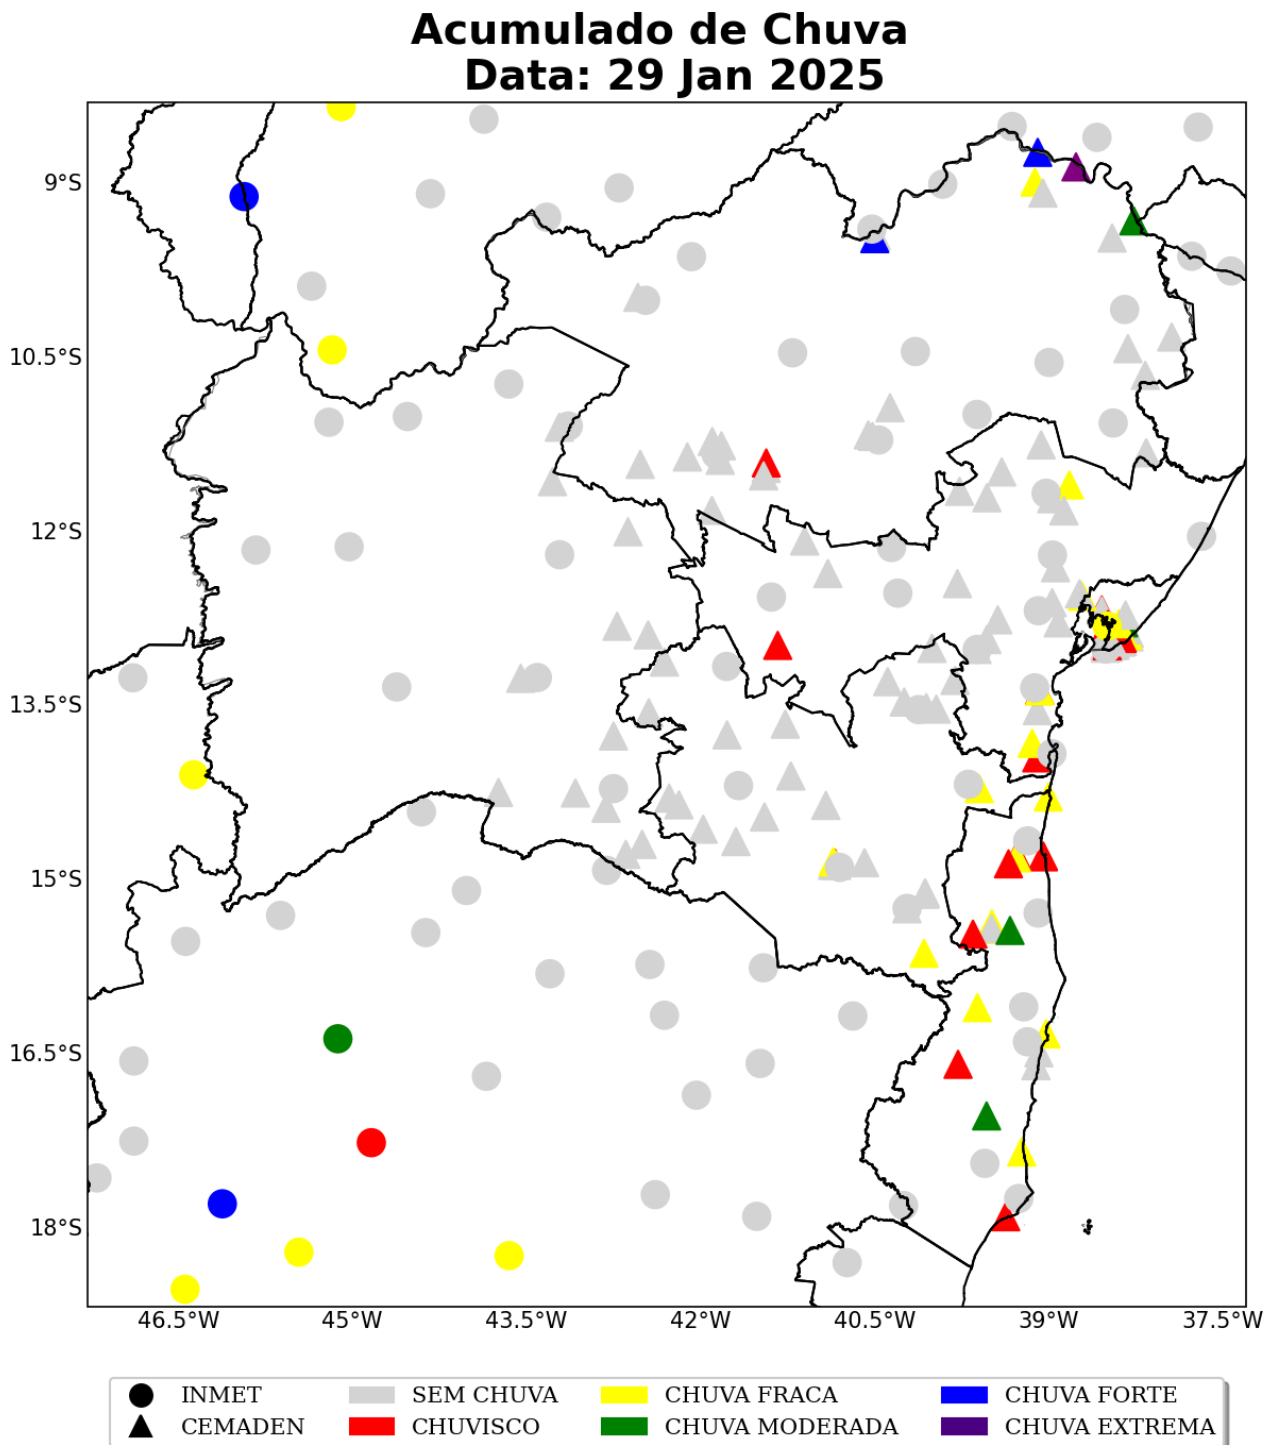 Acumulado de Chuva
Data: 29 Jan 2025
9°S
10.5°S
12°S
13.5°S
15°S
16.5°S
18°S
46.5°W 45°W 43.5°W 42°W 40.5°W 39°W 37.5°W
INMET SEM CHUVA CHUVA FRACA CHUVA FORTE
CEMADEN CHUVISCO CHUVA MODERADA CHUVA EXTREMA